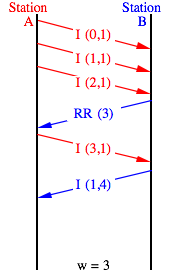 Station Station
A B
I (0,1)
I (1,1)
I (2,1)
RR (3)
I (3,1)
I (1,4)
w = 3